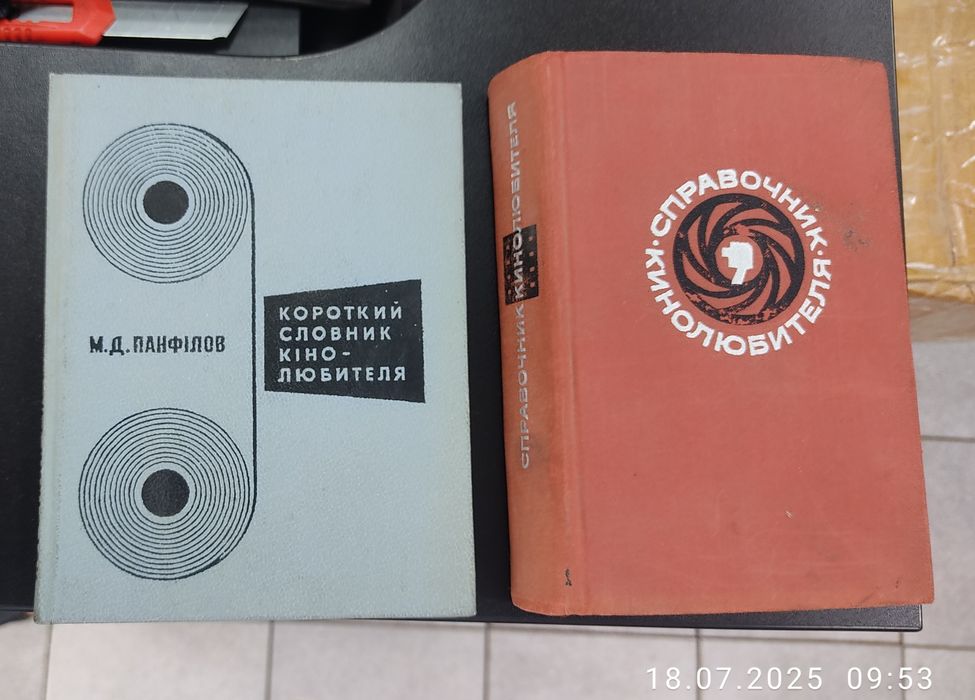 М.Д. ПАНФІЛОВ
КОРОТКИЙ
СЛОВНИК
КІНО-
ЛЮБИТЕЛЯ
СПРАВОЧНИК КИНОЛЮБИТЕЛЯ
·СПРАВОЧНИК·
КИНОЛЮБИТЕЛЯ
18.07.2025 09:53